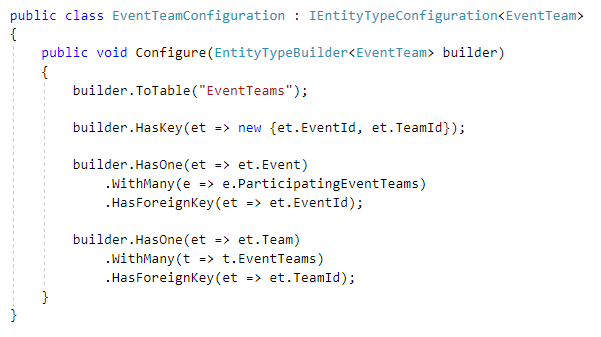 public class EventTeamConfiguration : IEntityTypeConfiguration<EventTeam>
{
    public void Configure(EntityTypeBuilder<EventTeam> builder)
    {
        builder.ToTable("EventTeams");

        builder.HasKey(et => new {et.EventId, et.TeamId});

        builder.HasOne(et => et.Event)
            .WithMany(e => e.ParticipatingEventTeams)
            .HasForeignKey(et => et.EventId);

        builder.HasOne(et => et.Team)
            .WithMany(t => t.EventTeams)
            .HasForeignKey(et => et.TeamId);
    }
}